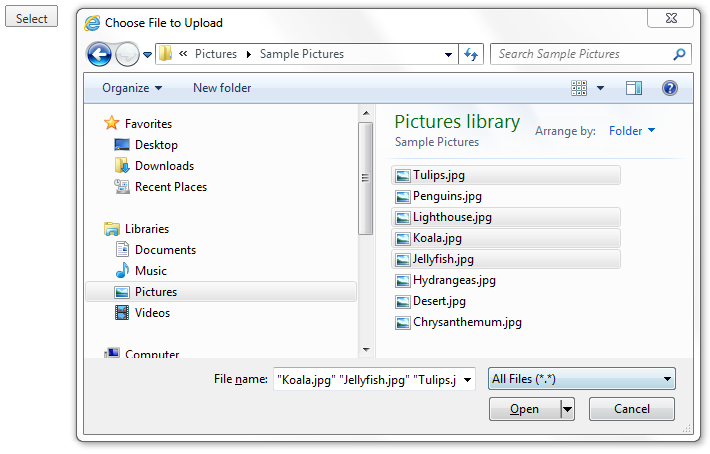 Select
Choose File to Upload
« Pictures Sample Pictures
Search Sample Pictures
Organize New folder
Favorites
Desktop
Downloads
Recent Places
Libraries
Documents
Music
Pictures
Videos
Computer
Pictures library
Sample Pictures
Arrange by: Folder
Tulips.jpg
Penguins.jpg
Lighthouse.jpg
Koala.jpg
Jellyfish.jpg
Hydrangeas.jpg
Desert.jpg
Chrysanthemum.jpg
File name: "Koala.jpg" "Jellyfish.jpg" "Tulips.j
All Files (*.*)
Open Cancel